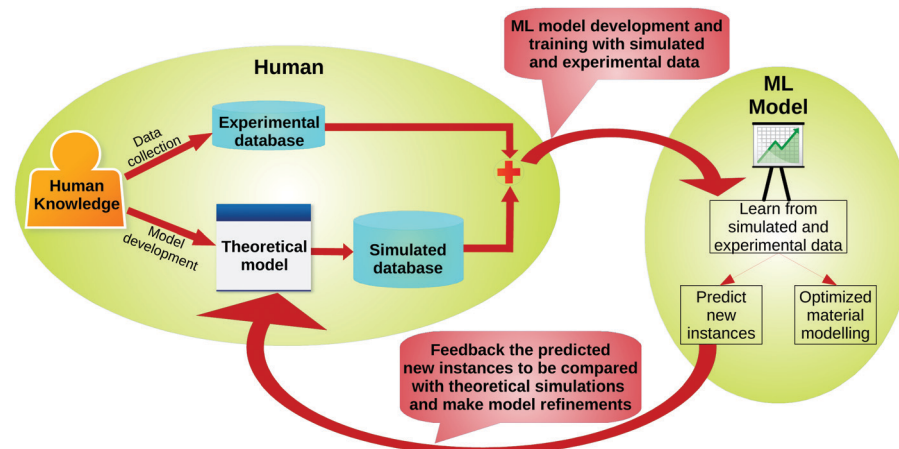 ML model development and
training with simulated
and experimental data
Human
ML
Model
Experimental
database
Data
collection
Human
Knowledge
Model
development
Theoretical
model
Simulated
database
Learn from
simulated and
experimental data
Predict
new
instances
Optimized
material
modelling
Feedback the predicted
new instances to be compared
with theoretical simulations
and make model refinements